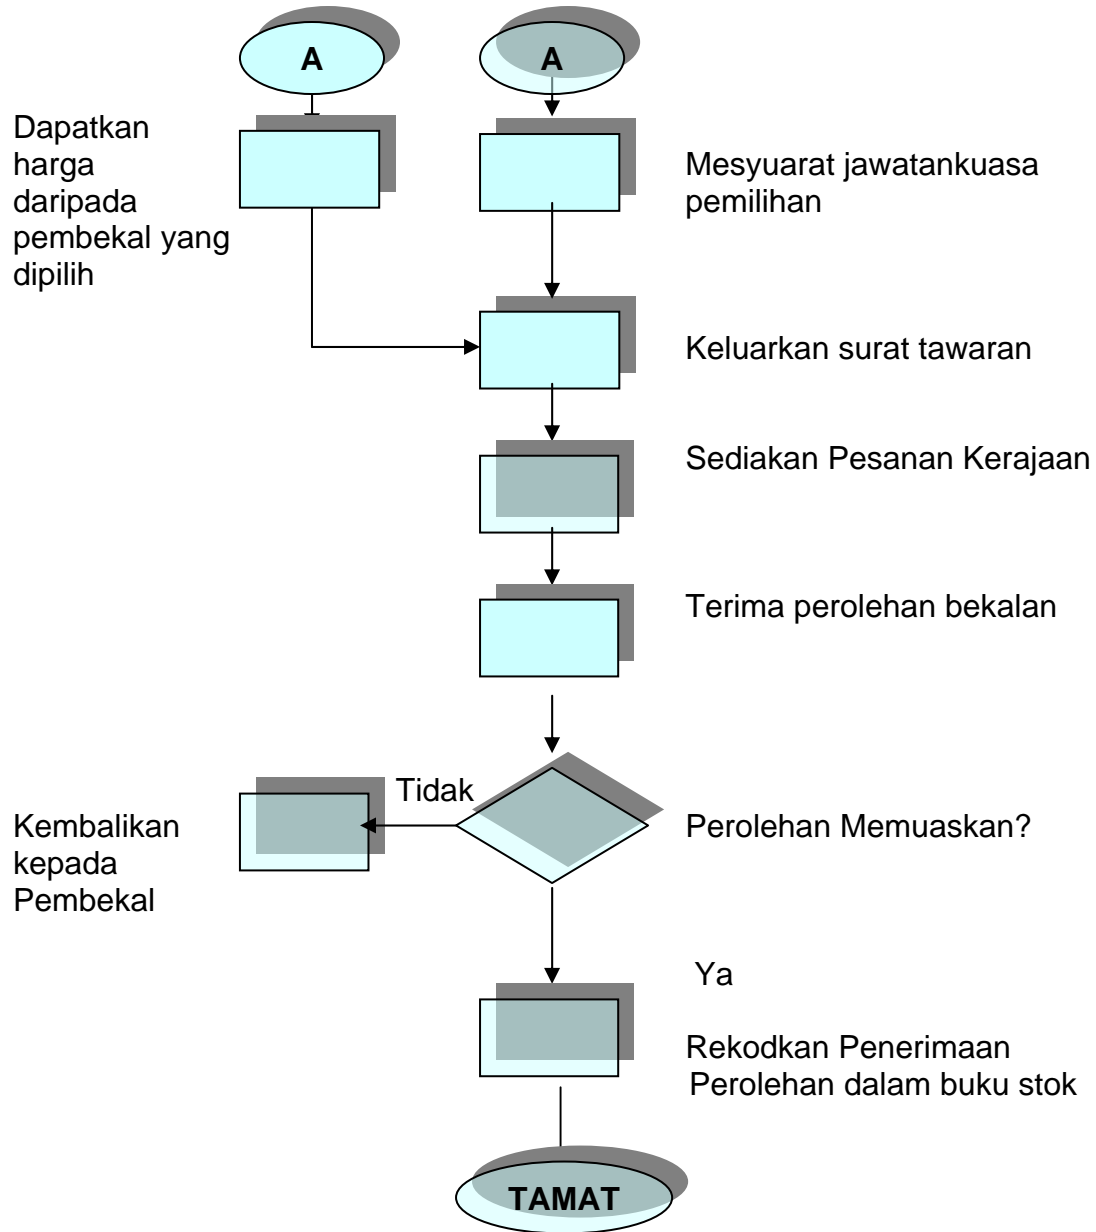 A
A
Dapatkan
harga
daripada
pembekal yang
dipilih
Mesyuarat jawatankuasa
pemilihan
Keluarkan surat tawaran
Sediakan Pesanan Kerajaan
Terima perolehan bekalan
Tidak
Kembalikan
kepada
Pembekal
Perolehan Memuaskan?
Ya
Rekodkan Penerimaan
Perolehan dalam buku stok
TAMAT